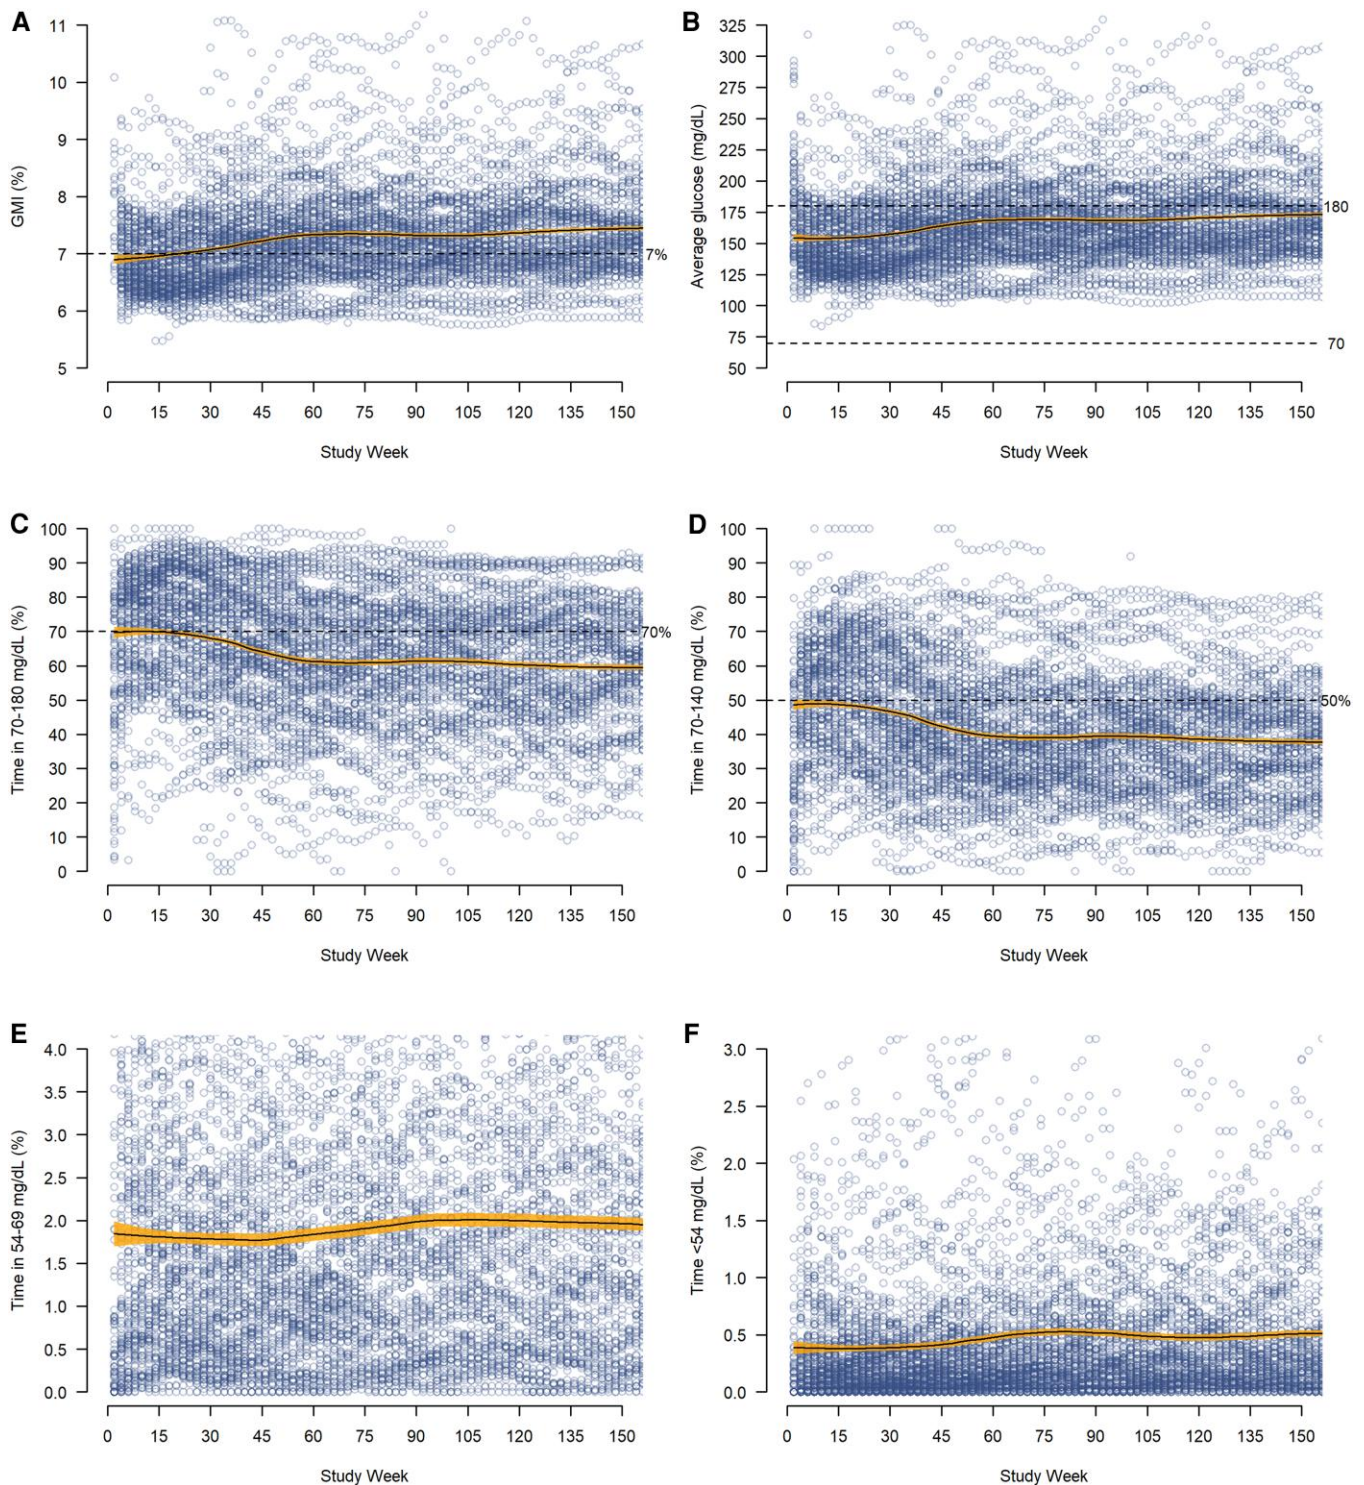 A
GMI (%)
11
10
9
8
7
6
5
7%
0 15 30 45 60 75 90 105 120 135 150
Study Week
B
Average glucose (mg/dL)
325
300
275
250
225
200
175
150
125
100
75
50
180
70
0 15 30 45 60 75 90 105 120 135 150
Study Week
C
Time in 70-180 mg/dL (%)
100
90
80
70
60
50
40
30
20
10
0
70%
0 15 30 45 60 75 90 105 120 135 150
Study Week
D
Time in 70-140 mg/dL (%)
100
90
80
70
60
50
40
30
20
10
0
50%
0 15 30 45 60 75 90 105 120 135 150
Study Week
E
Time in 54-69 mg/dL (%)
4.0
3.5
3.0
2.5
2.0
1.5
1.0
0.5
0.0
0 15 30 45 60 75 90 105 120 135 150
Study Week
F
Time <54 mg/dL (%)
3.0
2.5
2.0
1.5
1.0
0.5
0.0
0 15 30 45 60 75 90 105 120 135 150
Study Week